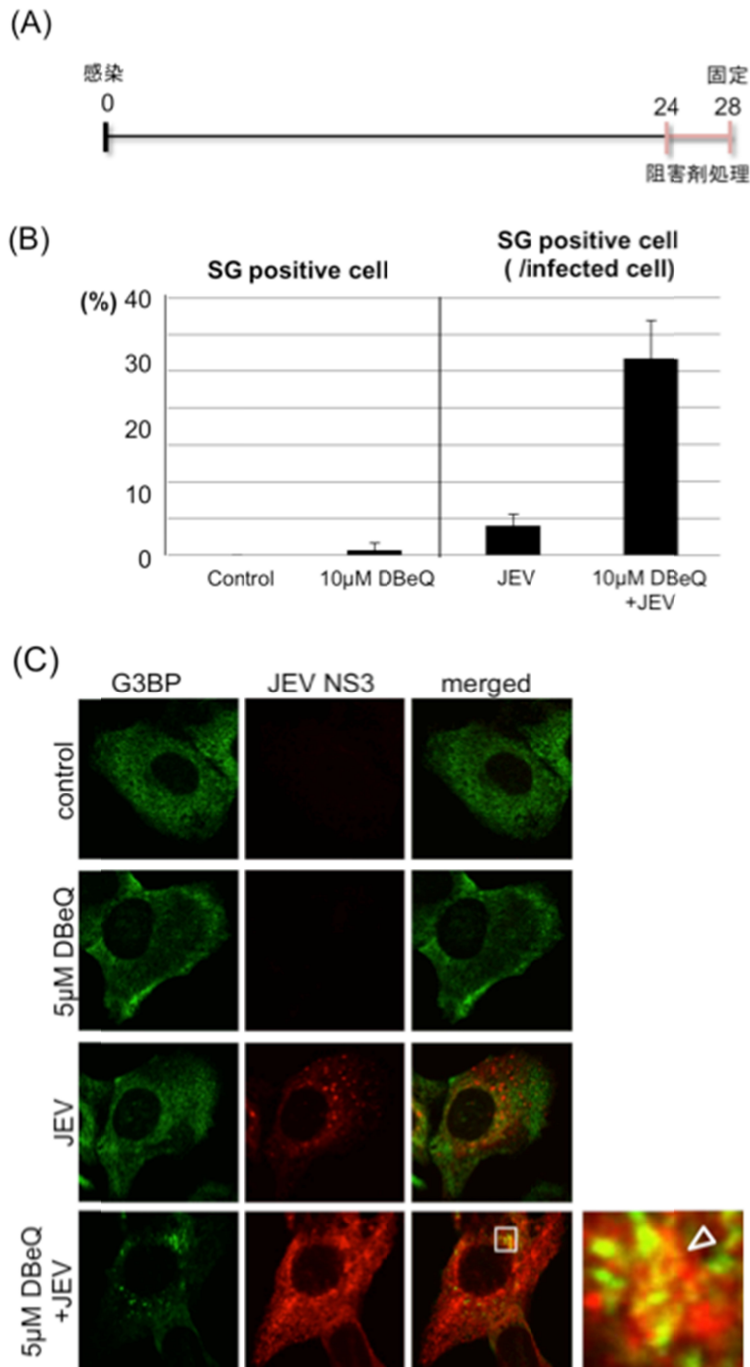 (A)
感染
固定
0
24
28
阻害剤処理
(B)
SG positive cell
SG positive cell
( /infected cell)
(%)
40
30
20
10
0
Control
10μM DBeQ
JEV
10μM DBeQ
+JEV
(C)
G3BP
JEV NS3
merged
control
5μM DBeQ
JEV
5μM DBeQ
+JEV